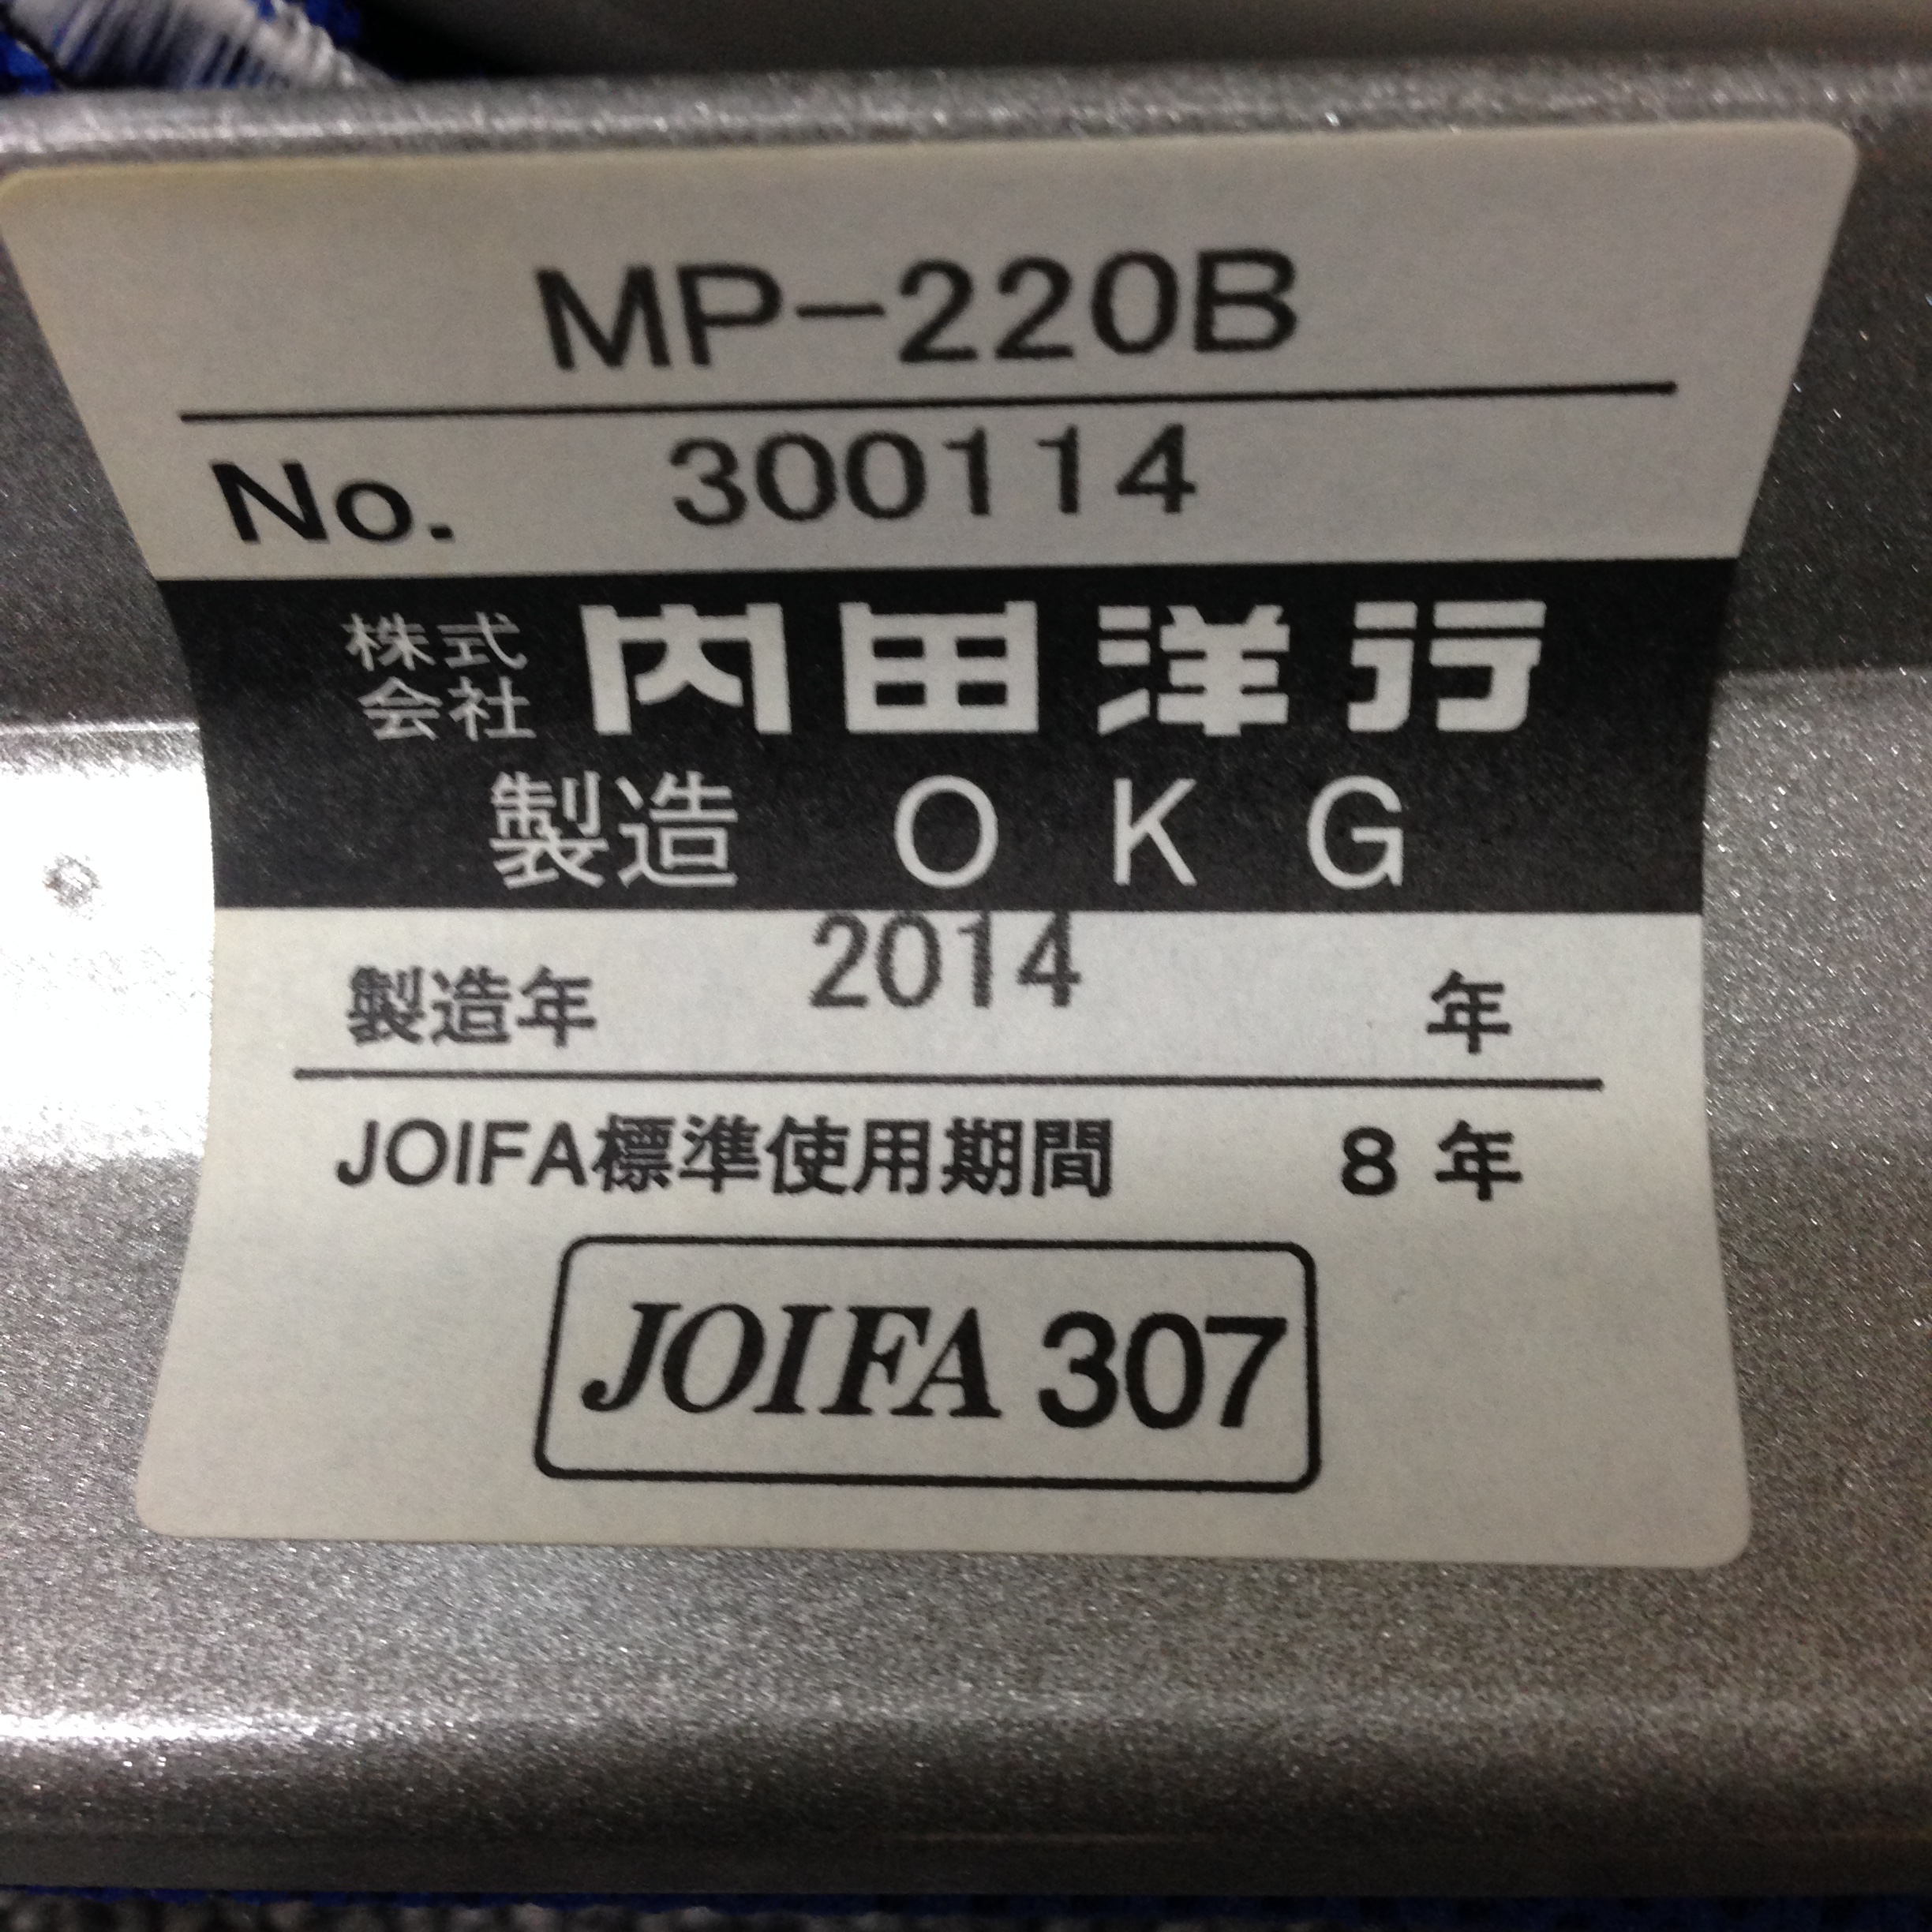 MP-220B
No. 300114
株式会社 内田洋行
製造 OKG
製造年 2014 年
JOIFA標準使用期間 8年
JOIFA 307